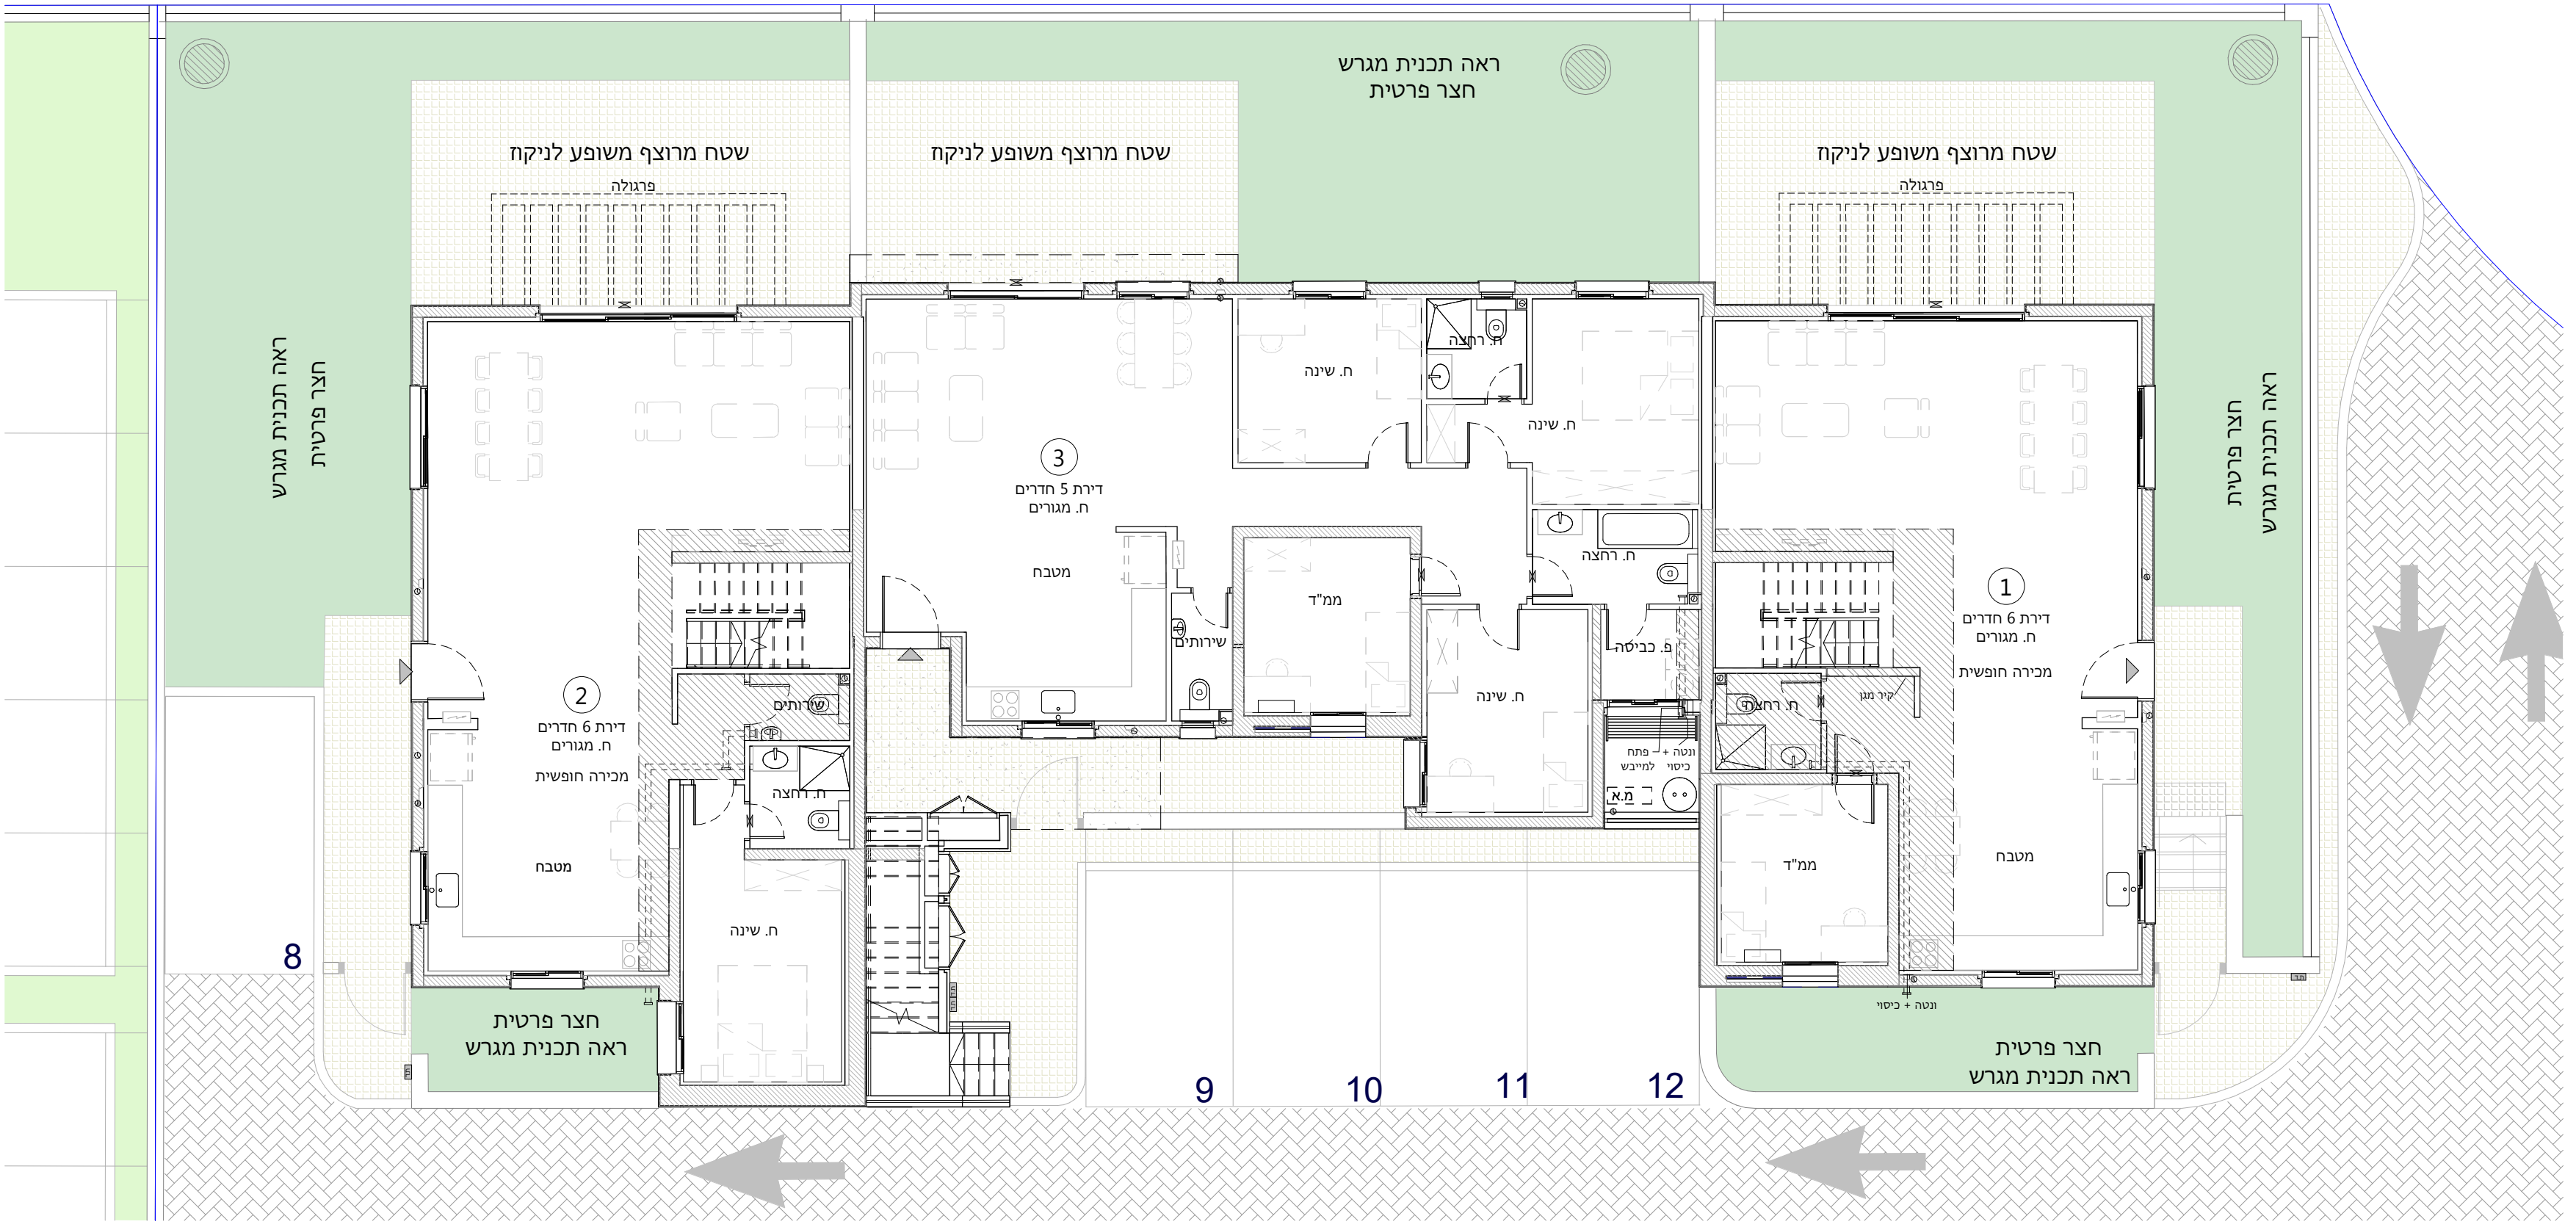 ראה תכנית מגרש
חצר פרטית
שטח מרוצף משופע לניקוז
שטח מרוצף משופע לניקוז
שטח מרוצף משופע לניקוז
פרגולה
פרגולה
ראה תכנית מגרש
חצר פרטית
חצר פרטית
ראה תכנית מגרש
3
דירת 5 חדרים
ח. מגורים
מטבח
ח. שינה
ח. רחצה
ח. שינה
ח. רחצה
ממ"ד
שירותים
פ. כביסה
ח. שינה
ונטה +
כיסוי
פתח
למייבש
מ.א
1
דירת 6 חדרים
ח. מגורים
מכירה חופשית
קיר מגן
ח. רחצה
ממ"ד
מטבח
ונטה + כיסוי
2
דירת 6 חדרים
ח. מגורים
מכירה חופשית
שירותים
ח. רחצה
מטבח
ח. שינה
חצר פרטית
ראה תכנית מגרש
חצר פרטית
ראה תכנית מגרש
8
9
10
11
12